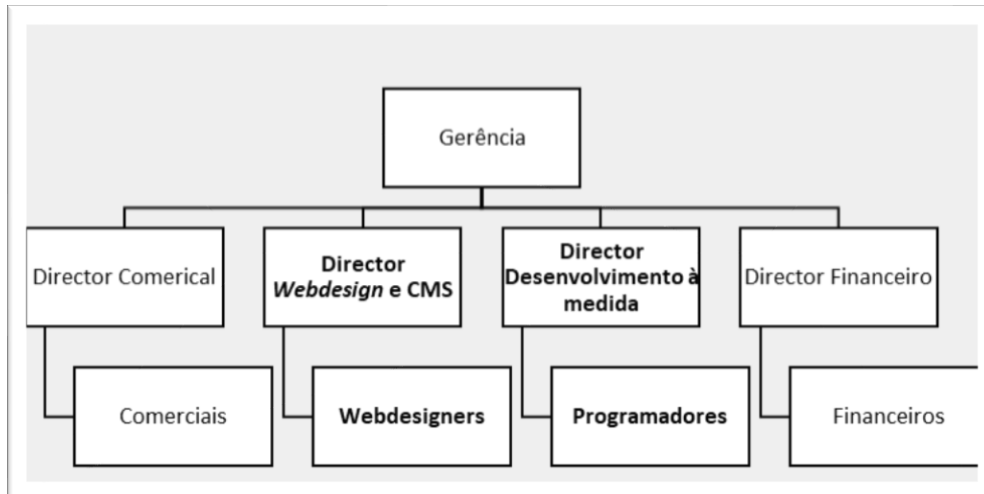 Gerência
Director Comerical
Director
Webdesign e CMS
Director
Desenvolvimento à
medida
Director Financeiro
Comerciais
Webdesigners
Programadores
Financeiros